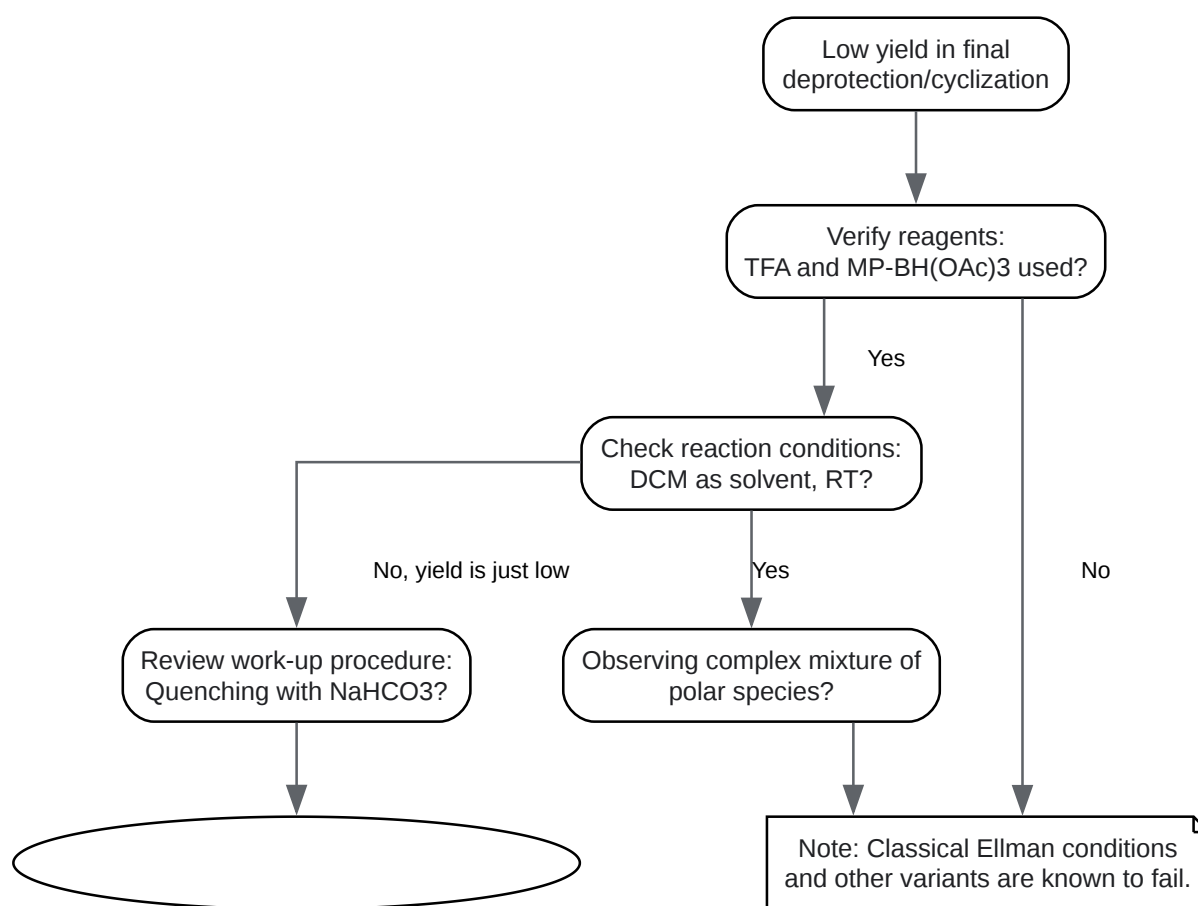 Low yield in final
deprotection/cyclization
Verify reagents:
TFA and MP-BH(OAc)3 used?
Yes
Check reaction conditions:
DCM as solvent, RT?
No, yield is just low
Yes
No
Review work-up procedure:
Quenching with NaHCO3?
Observing complex mixture of
polar species?
Note: Classical Ellman conditions
and other variants are known to fail.